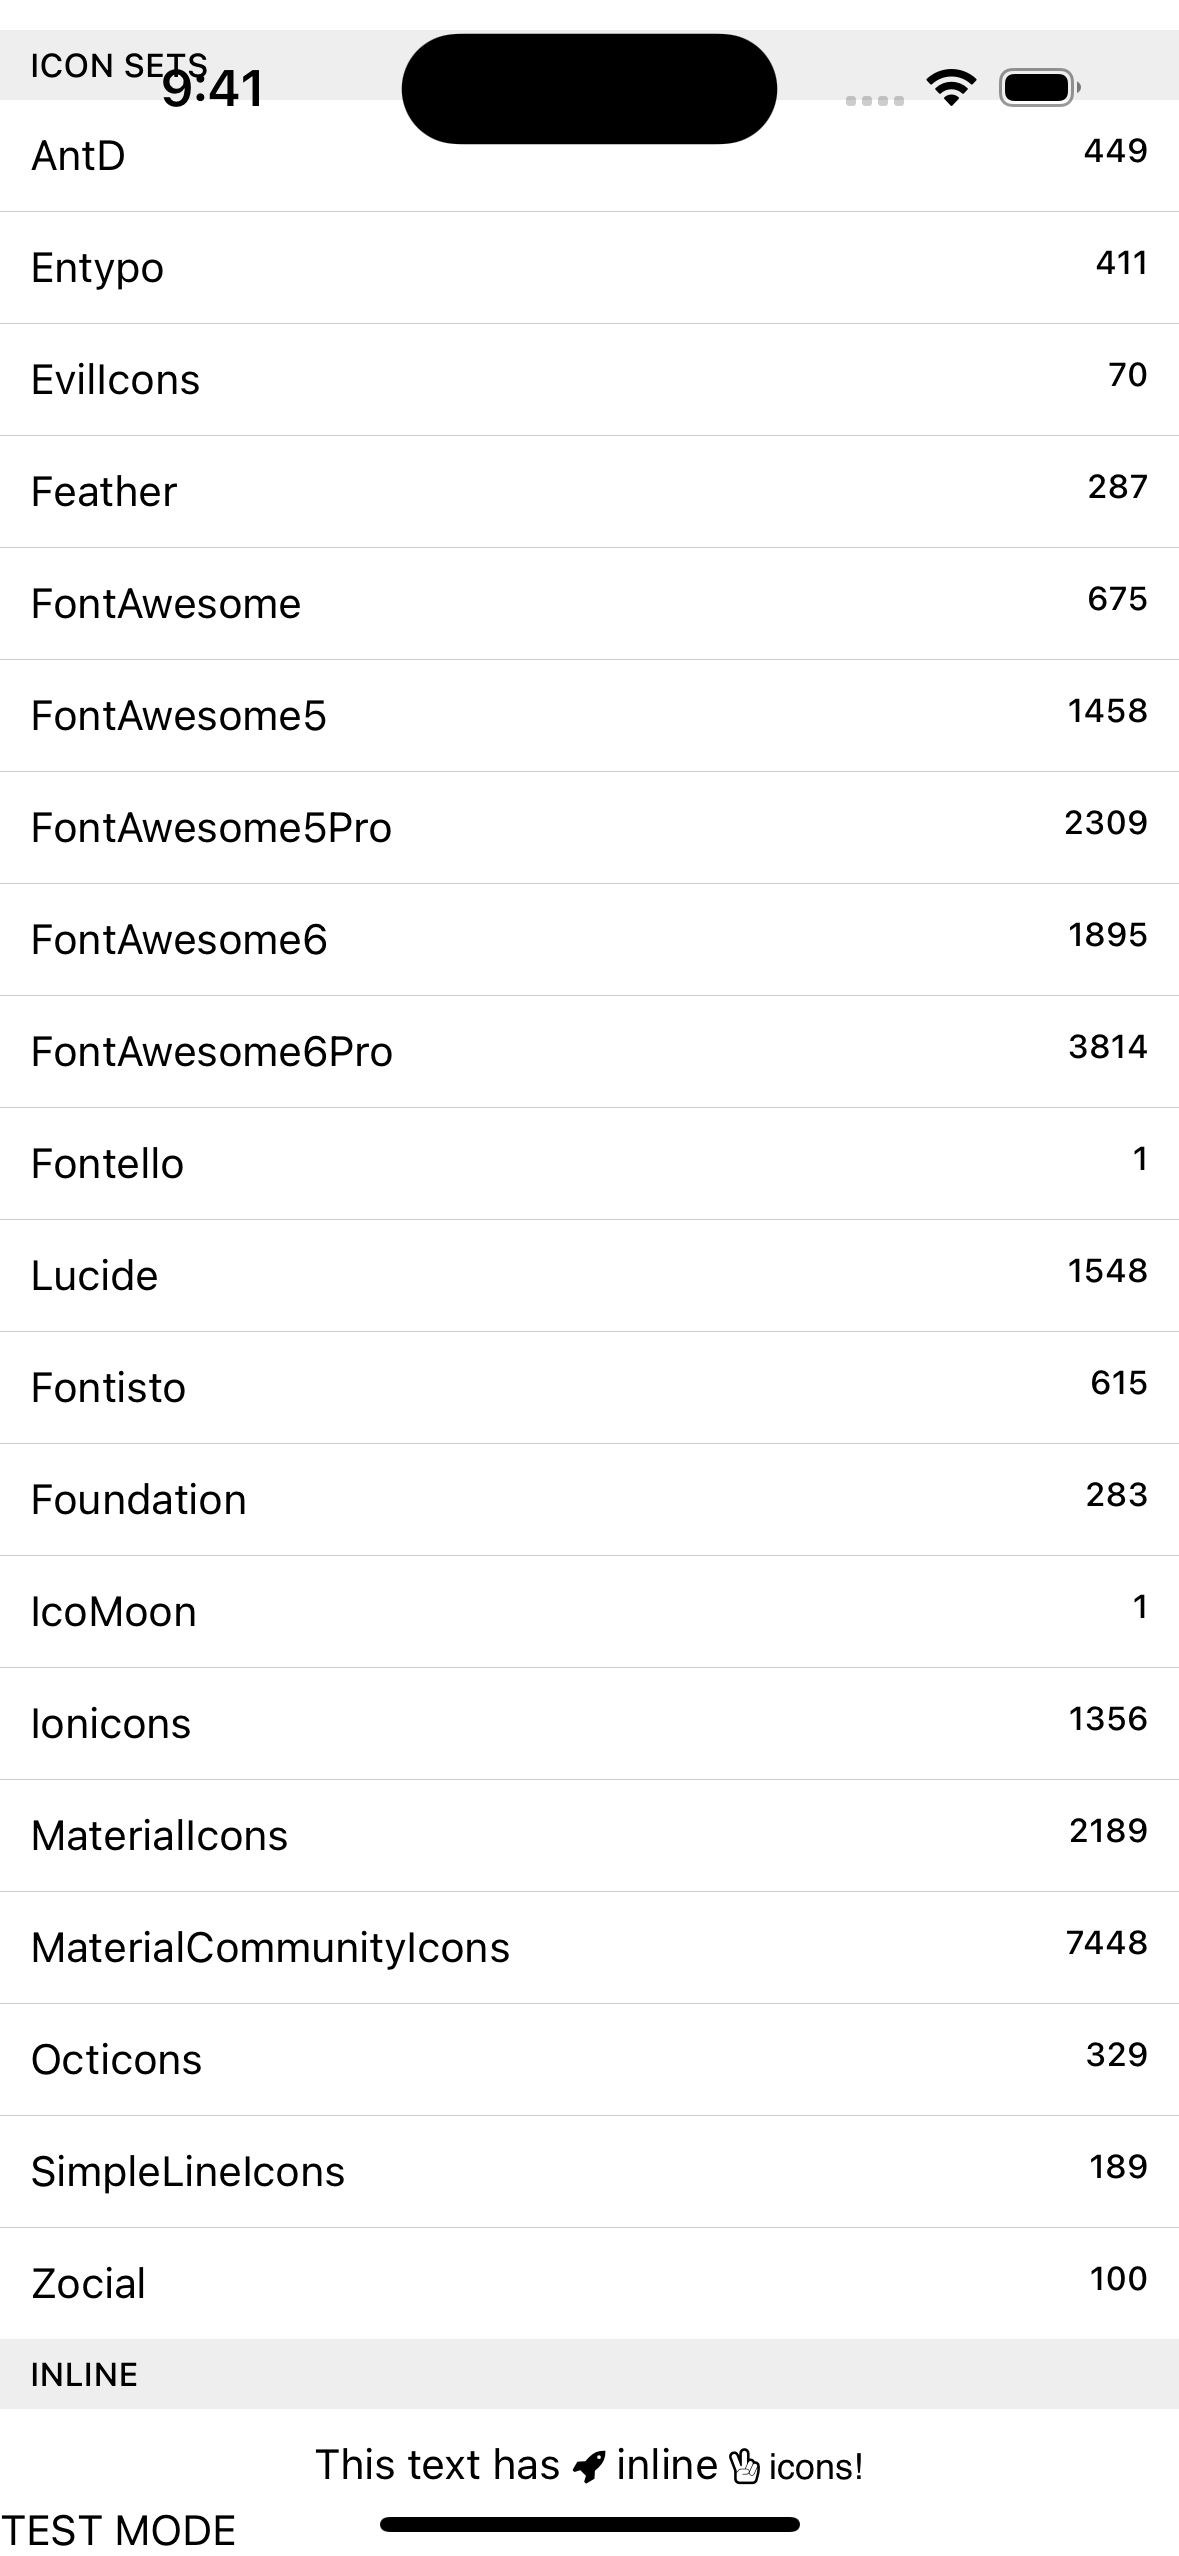 ICON SETS
9:41
AntD 449
Entypo 411
EvilIcons 70
Feather 287
FontAwesome 675
FontAwesome5 1458
FontAwesome5Pro 2309
FontAwesome6 1895
FontAwesome6Pro 3814
Fontello 1
Lucide 1548
Fontisto 615
Foundation 283
IcoMoon 1
Ionicons 1356
MaterialIcons 2189
MaterialCommunityIcons 7448
Octicons 329
SimpleLineIcons 189
Zocial 100
INLINE
This text has inline icons!
TEST MODE